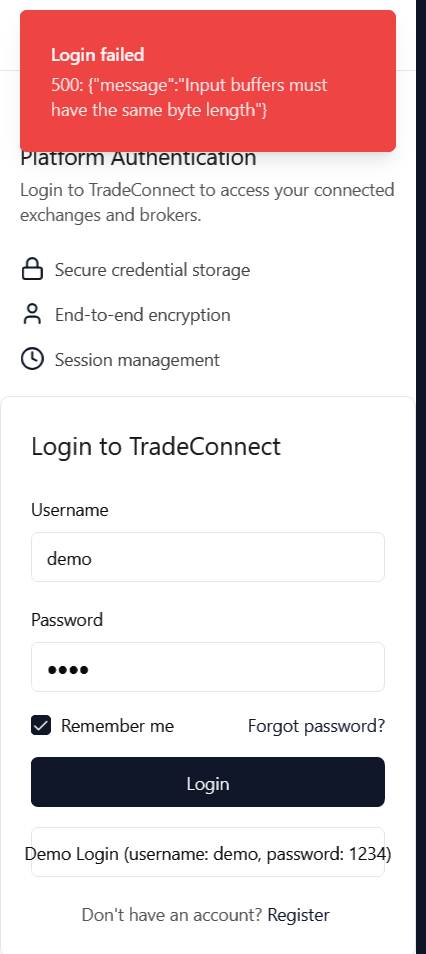 Login failed
500: {"message":"Input buffers must
have the same byte length"}
Platform Authentication
Login to TradeConnect to access your connected
exchanges and brokers.
Secure credential storage
End-to-end encryption
Session management
Login to TradeConnect
Username
demo
Password
••••
Remember me
Forgot password?
Login
Demo Login (username: demo, password: 1234)
Don't have an account? Register